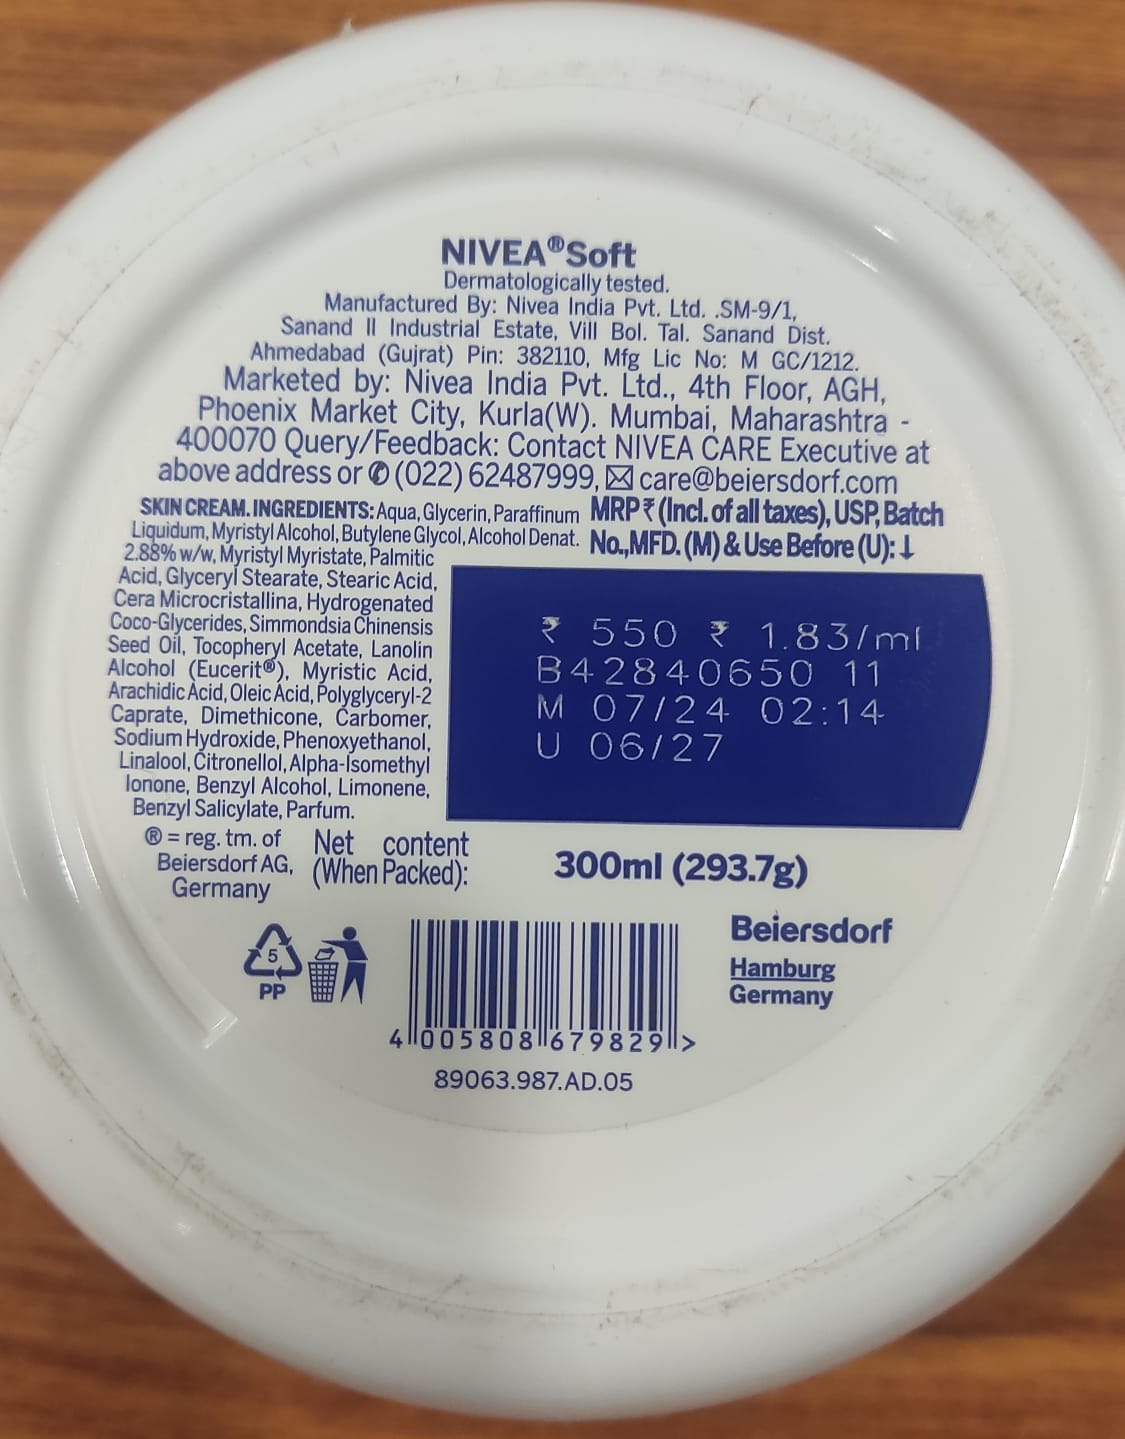 NIVEA®Soft
Dermatologically tested.
Manufactured By: Nivea India Pvt. Ltd. .SM-9/1,
Sanand II Industrial Estate, Vill Bol. Tal. Sanand Dist.
Ahmedabad (Gujrat) Pin: 382110, Mfg Lic No: M GC/1212.
Marketed by: Nivea India Pvt. Ltd., 4th Floor, AGH,
Phoenix Market City, Kurla(W). Mumbai, Maharashtra -
400070 Query/Feedback: Contact NIVEA CARE Executive at
above address or ✆ (022) 62487999, ✉ care@beiersdorf.com
SKIN CREAM. INGREDIENTS: Aqua, Glycerin, Paraffinum
Liquidum, Myristyl Alcohol, Butylene Glycol, Alcohol Denat.
2.88% w/w, Myristyl Myristate, Palmitic
Acid, Glyceryl Stearate, Stearic Acid,
Cera Microcristallina, Hydrogenated
Coco-Glycerides, Simmondsia Chinensis
Seed Oil, Tocopheryl Acetate, Lanolin
Alcohol (Eucerit®), Myristic Acid,
Arachidic Acid, Oleic Acid, Polyglyceryl-2
Caprate, Dimethicone, Carbomer,
Sodium Hydroxide, Phenoxyethanol,
Linalool, Citronellol, Alpha-Isomethyl
Ionone, Benzyl Alcohol, Limonene,
Benzyl Salicylate, Parfum.
MRP ₹ (Incl. of all taxes), USP, Batch
No., MFD. (M) & Use Before (U): ↓
₹ 550 ₹ 1.83/ml
B42840650 11
M 07/24 02:14
U 06/27
® = reg. tm. of
Beiersdorf AG,
Germany
Net content
(When Packed):
300ml (293.7g)
5
PP
4 005808 679829 >
89063.987.AD.05
Beiersdorf
Hamburg
Germany